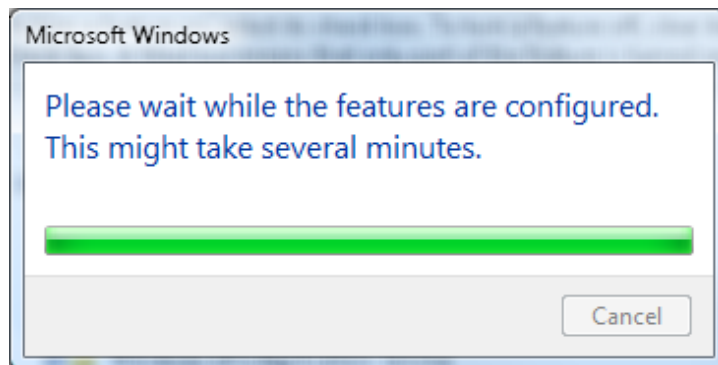 Microsoft Windows
Please wait while the features are configured.
This might take several minutes.
Cancel